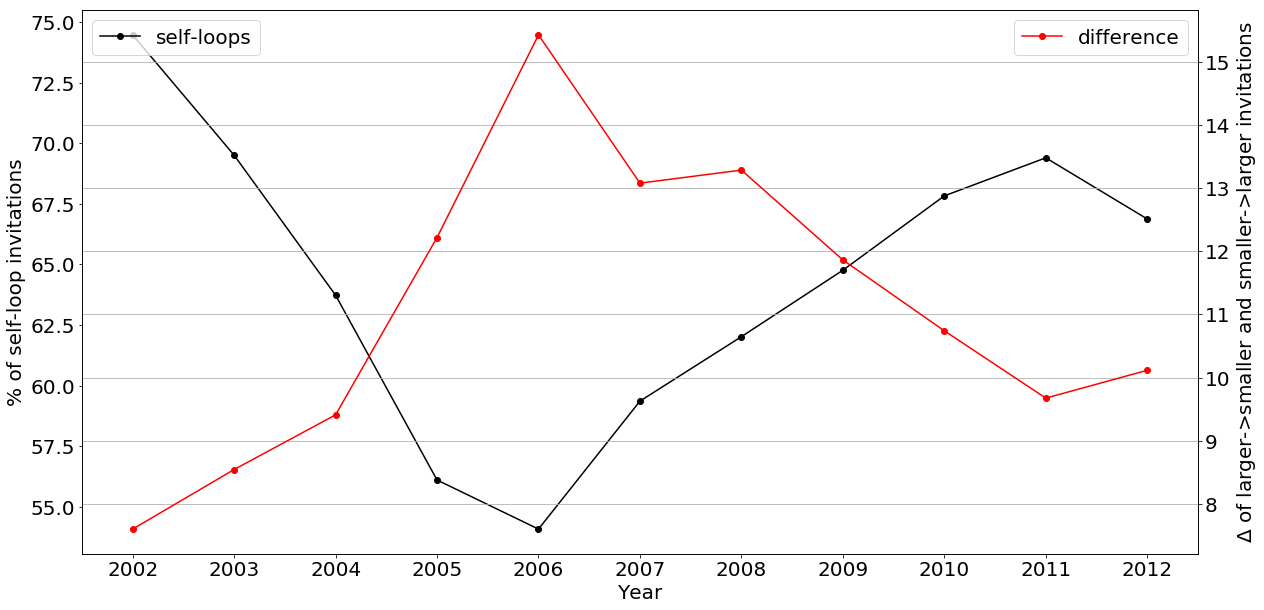 self-loops
difference
% of self-loop invitations
75.0
72.5
70.0
67.5
65.0
62.5
60.0
57.5
55.0
15
14
13
12
11
10
9
8
Δ of larger->smaller and smaller->larger invitations
2002 2003 2004 2005 2006 2007 2008 2009 2010 2011 2012
Year